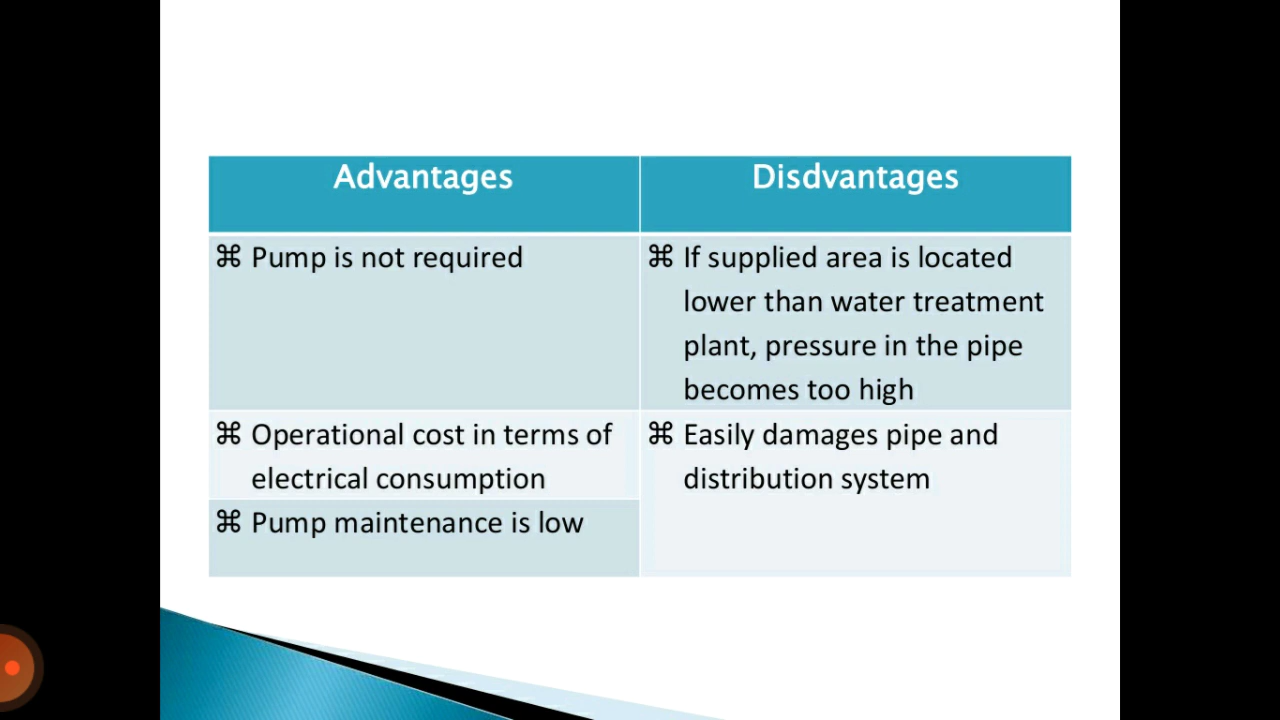 Advantages
Disdvantages
⌘ Pump is not required
⌘ If supplied area is located
lower than water treatment
plant, pressure in the pipe
becomes too high
⌘ Operational cost in terms of
electrical consumption
⌘ Easily damages pipe and
distribution system
⌘ Pump maintenance is low